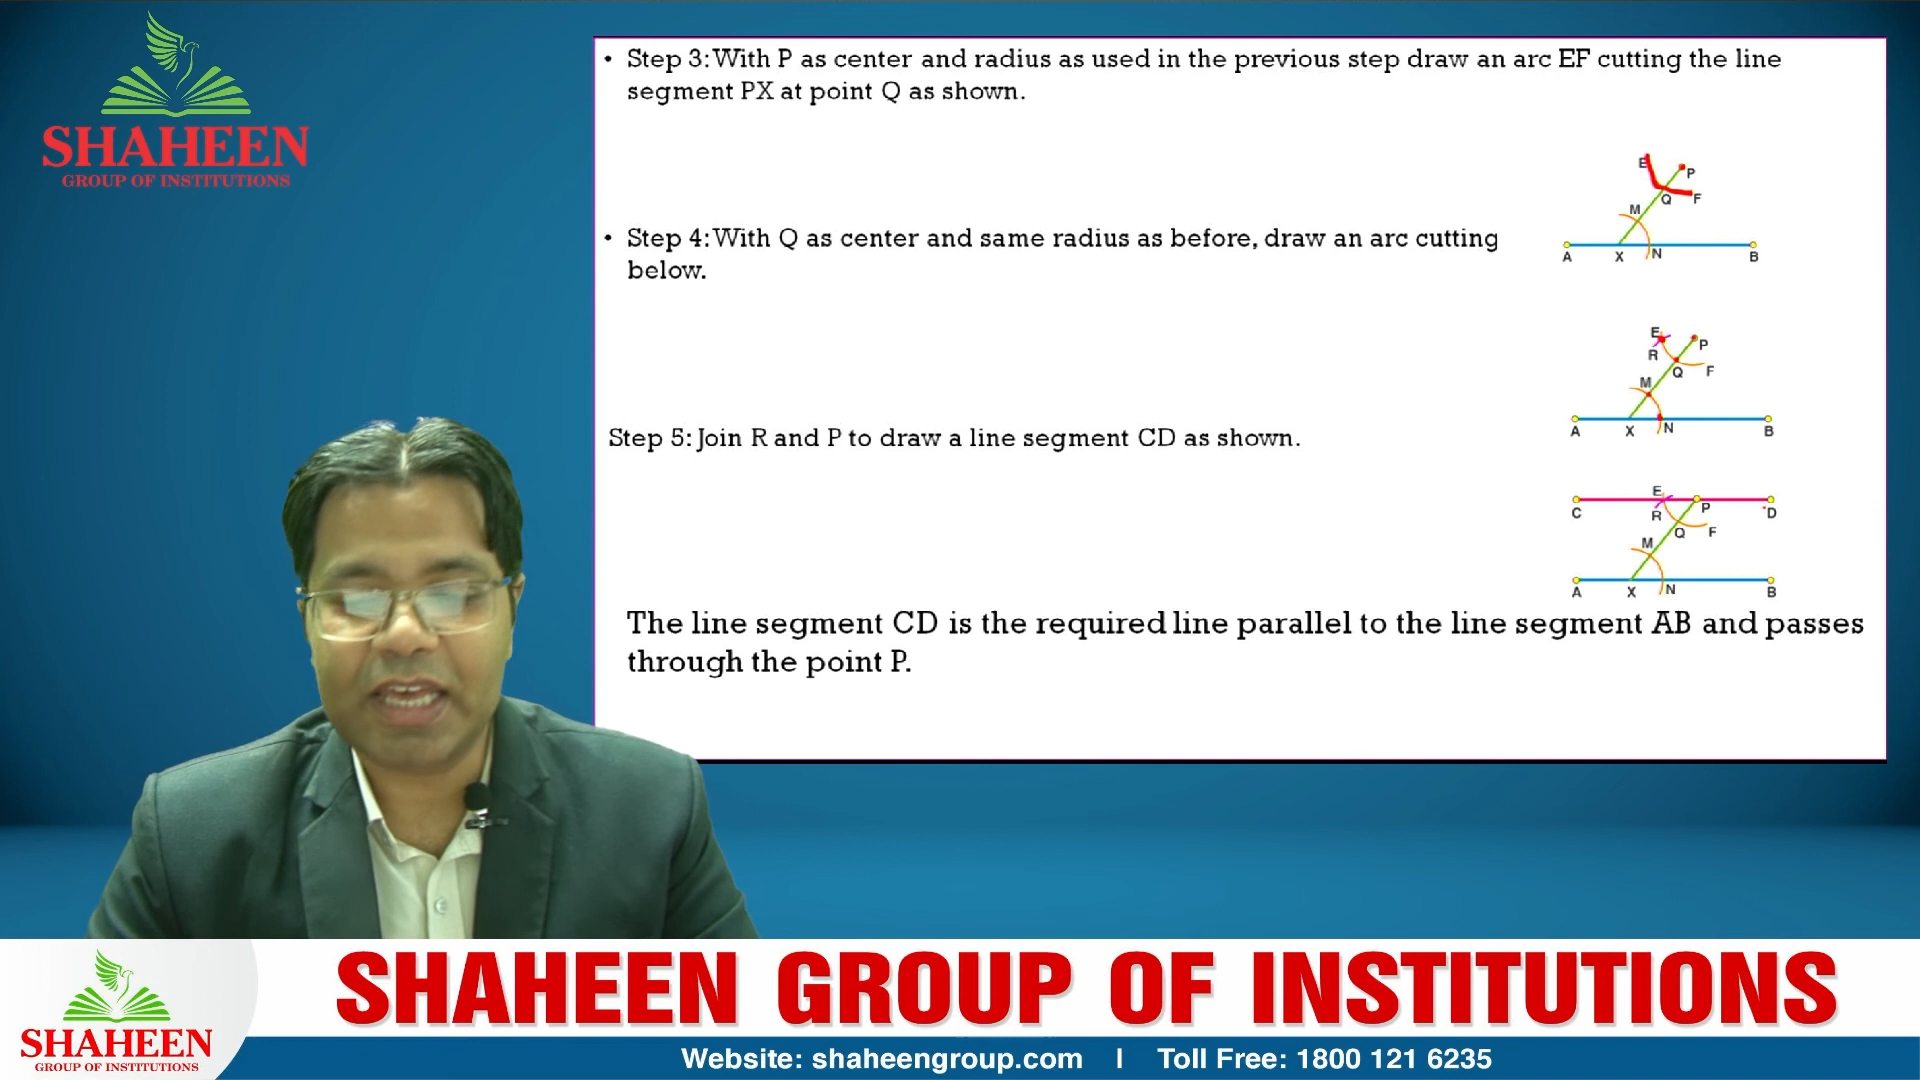 SHAHEEN
GROUP OF INSTITUTIONS
• Step 3: With P as center and radius as used in the previous step draw an arc EF cutting the line
segment PX at point Q as shown.
E
P
Q
F
M
A
X
N
B
• Step 4: With Q as center and same radius as before, draw an arc cutting
below.
E
P
R
Q
F
M
A
X
N
B
Step 5: Join R and P to draw a line segment CD as shown.
E
C
R
P
D
Q
F
M
A
X
N
B
The line segment CD is the required line parallel to the line segment AB and passes
through the point P.
SHAHEEN
GROUP OF INSTITUTIONS
SHAHEEN GROUP OF INSTITUTIONS
Website: shaheengroup.com | Toll Free: 1800 121 6235